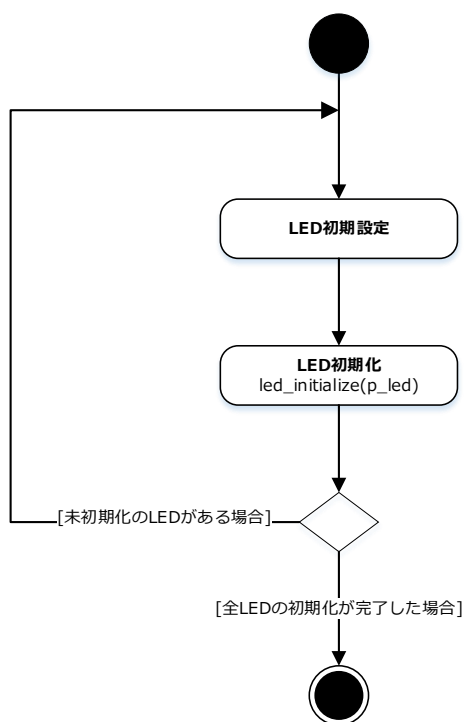 LED初期設定
LED初期化
led_initialize(p_led)
[未初期化のLEDがある場合]
[全LEDの初期化が完了した場合]